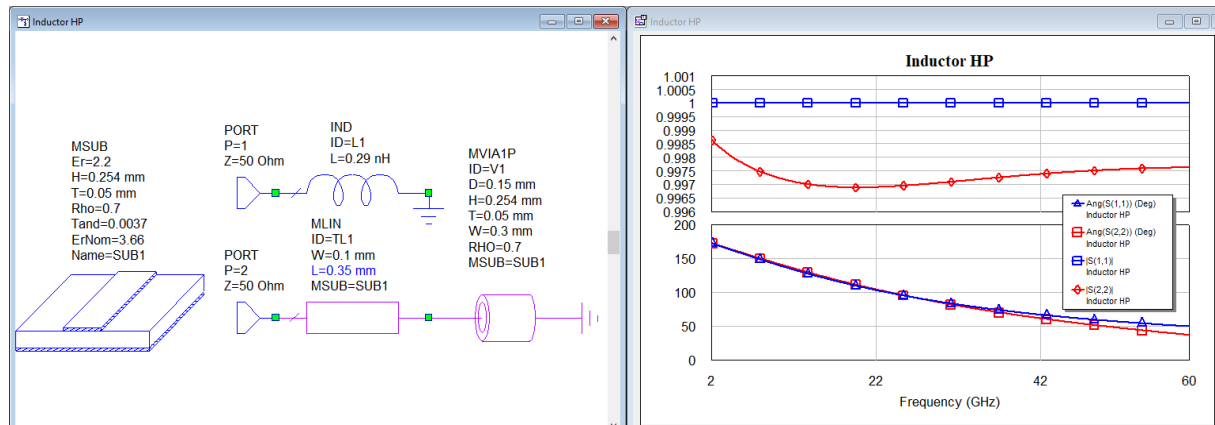 Inductor HP
MSUB
Er=2.2
H=0.254 mm
T=0.05 mm
Rho=0.7
Tand=0.0037
ErNom=3.66
Name=SUB1
PORT
P=1
Z=50 Ohm
IND
ID=L1
L=0.29 nH
MLIN
ID=TL1
W=0.1 mm
L=0.35 mm
MSUB=SUB1
PORT
P=2
Z=50 Ohm
MVIA1P
ID=V1
D=0.15 mm
H=0.254 mm
T=0.05 mm
W=0.3 mm
RHO=0.7
MSUB=SUB1
Inductor HP
Inductor HP
1.001
1.0005
1
0.9995
0.999
0.9985
0.998
0.9975
0.997
0.9965
0.996
Ang(S(1,1)) (Deg)
Inductor HP
Ang(S(2,2)) (Deg)
Inductor HP
|S(1,1)|
Inductor HP
|S(2,2)|
Inductor HP
200
150
100
50
0
2
22
42
60
Frequency (GHz)